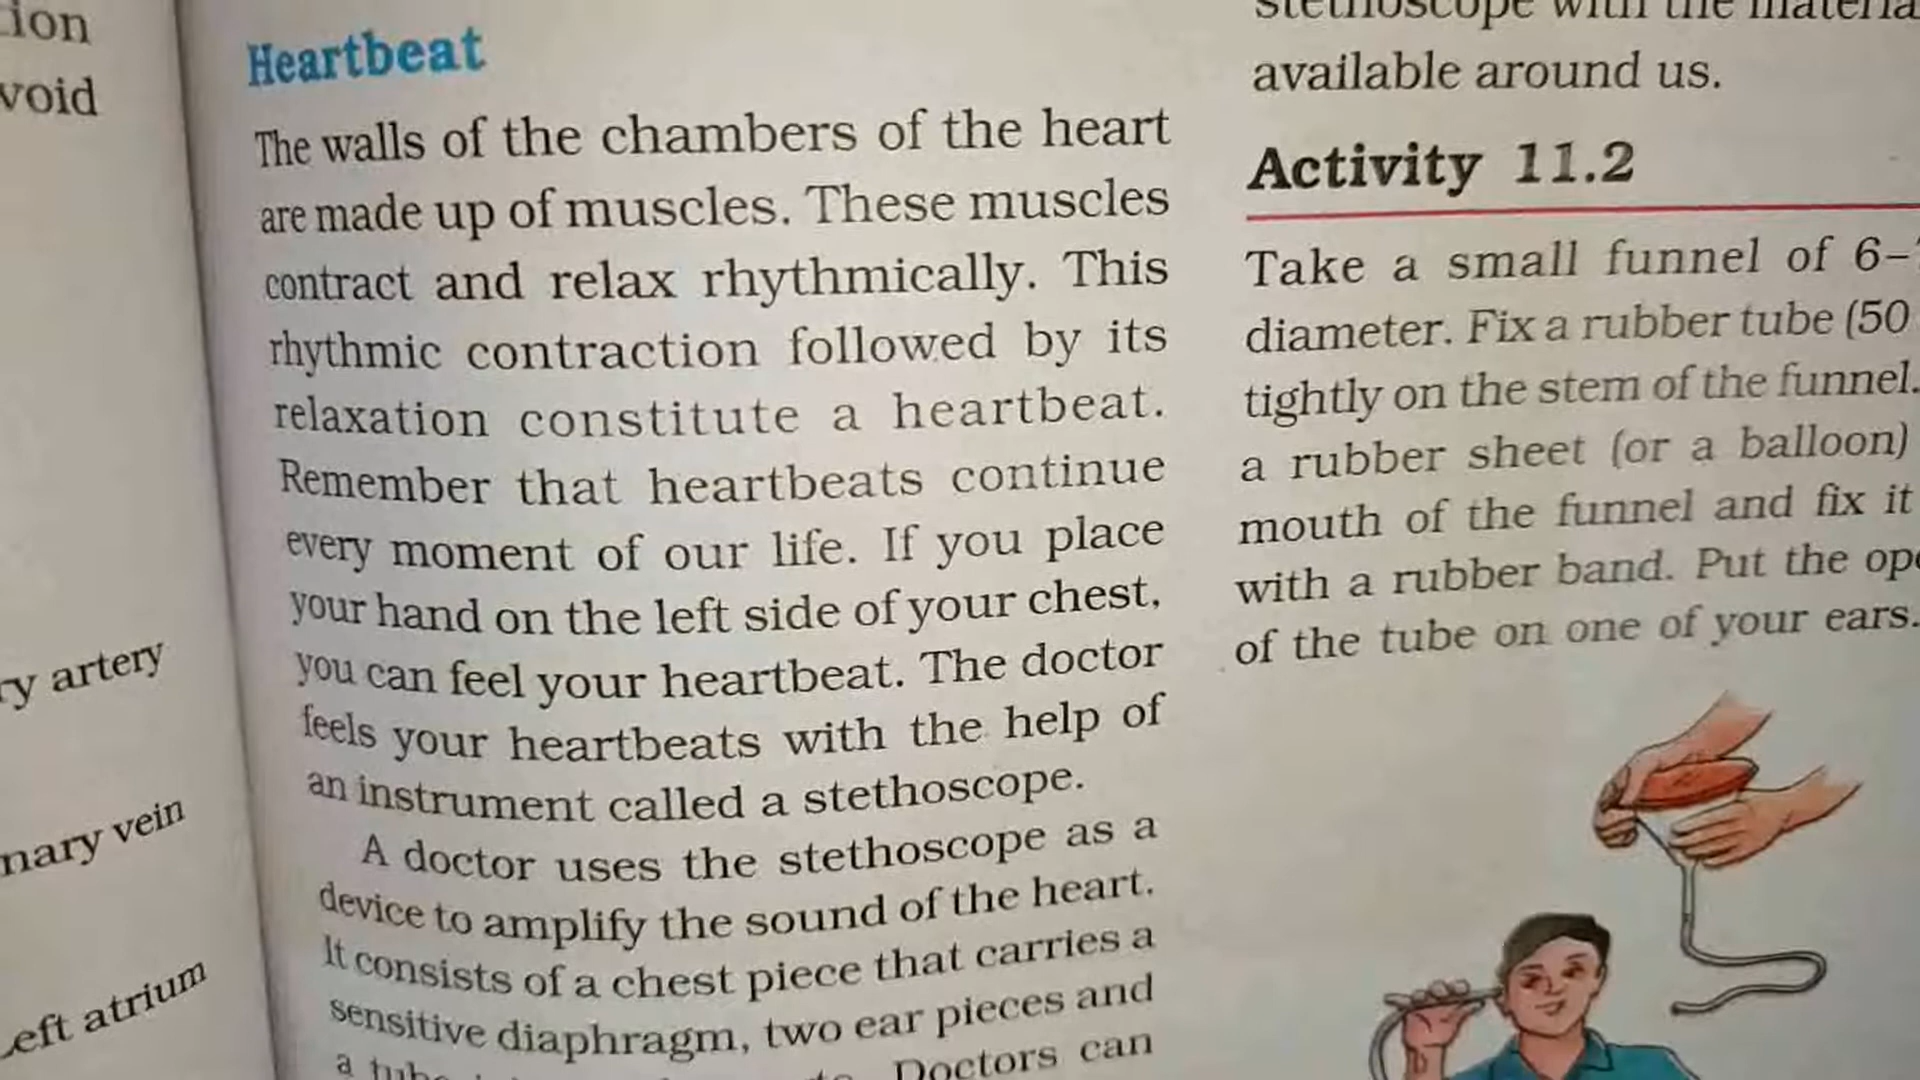 ion
void
ry artery
nary vein
eft atrium
Heartbeat
The walls of the chambers of the heart
are made up of muscles. These muscles
contract and relax rhythmically. This
rhythmic contraction followed by its
relaxation constitute a heartbeat.
Remember that heartbeats continue
every moment of our life. If you place
your hand on the left side of your chest,
you can feel your heartbeat. The doctor
feels your heartbeats with the help of
an instrument called a stethoscope.
A doctor uses the stethoscope as a
device to amplify the sound of the heart.
It consists of a chest piece that carries a
sensitive diaphragm, two ear pieces and
a Doctors can
stethoscope with the
available around us.
Activity 11.2
Take a small funnel of 6–
diameter. Fix a rubber tube (50
tightly on the stem of the funnel.
a rubber sheet (or a balloon)
mouth of the funnel and fix it
with a rubber band. Put the
of the tube on one of your ears.